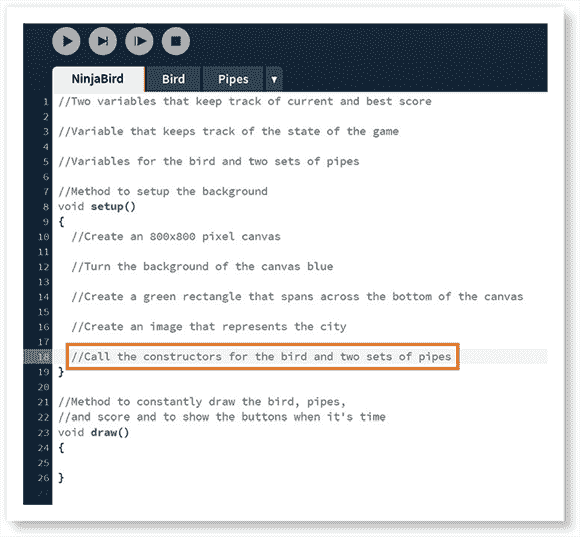 NinjaBird Bird Pipes ▼
1 //Two variables that keep track of current and best score
2
3 //Variable that keeps track of the state of the game
4
5 //Variables for the bird and two sets of pipes
6
7 //Method to setup the background
8 void setup()
9 {
10 //Create an 800x800 pixel canvas
11
12 //Turn the background of the canvas blue
13
14 //Create a green rectangle that spans across the bottom of the canvas
15
16 //Create an image that represents the city
17
18 //Call the constructors for the bird and two sets of pipes
19 }
20
21 //Method to constantly draw the bird, pipes,
22 //and score and to show the buttons when it's time
23 void draw()
24 {
25
26 }